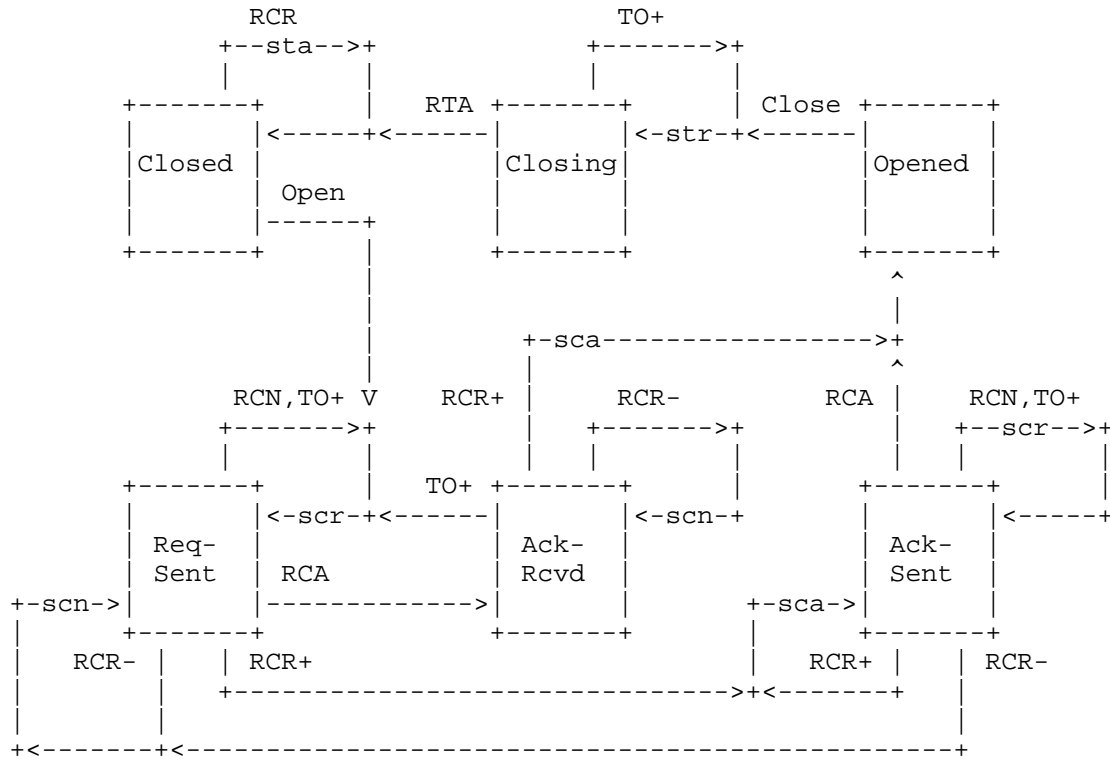 RCR TO+
sta
RTA Close
str
Closed Closing Opened
Open
sca
RCN,TO+ V RCR+ RCR- RCA RCN,TO+
scr
TO+
scr scn
Req- Ack- Ack-
Sent RCA Rcvd Sent
scn sca
RCR- RCR+ RCR+ RCR-